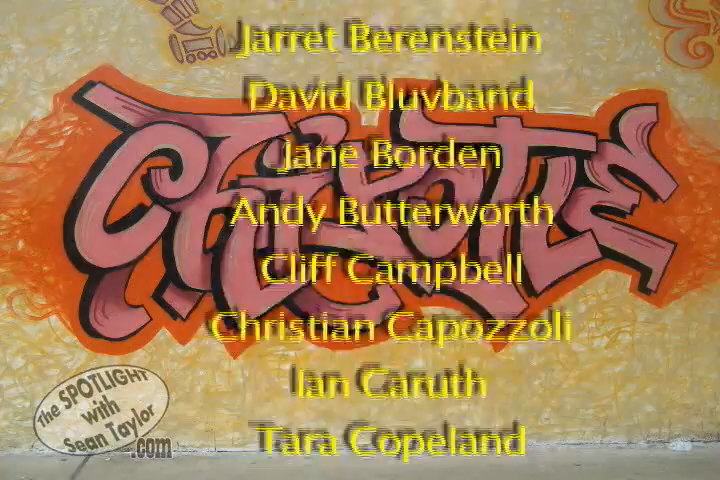 Jarret Berenstein
David Bluvband
Jane Borden
Andy Butterworth
Cliff Campbell
Christian Capozzoli
Ian Caruth
Tara Copeland
The SPOTLIGHT
with
Sean Taylor
.com